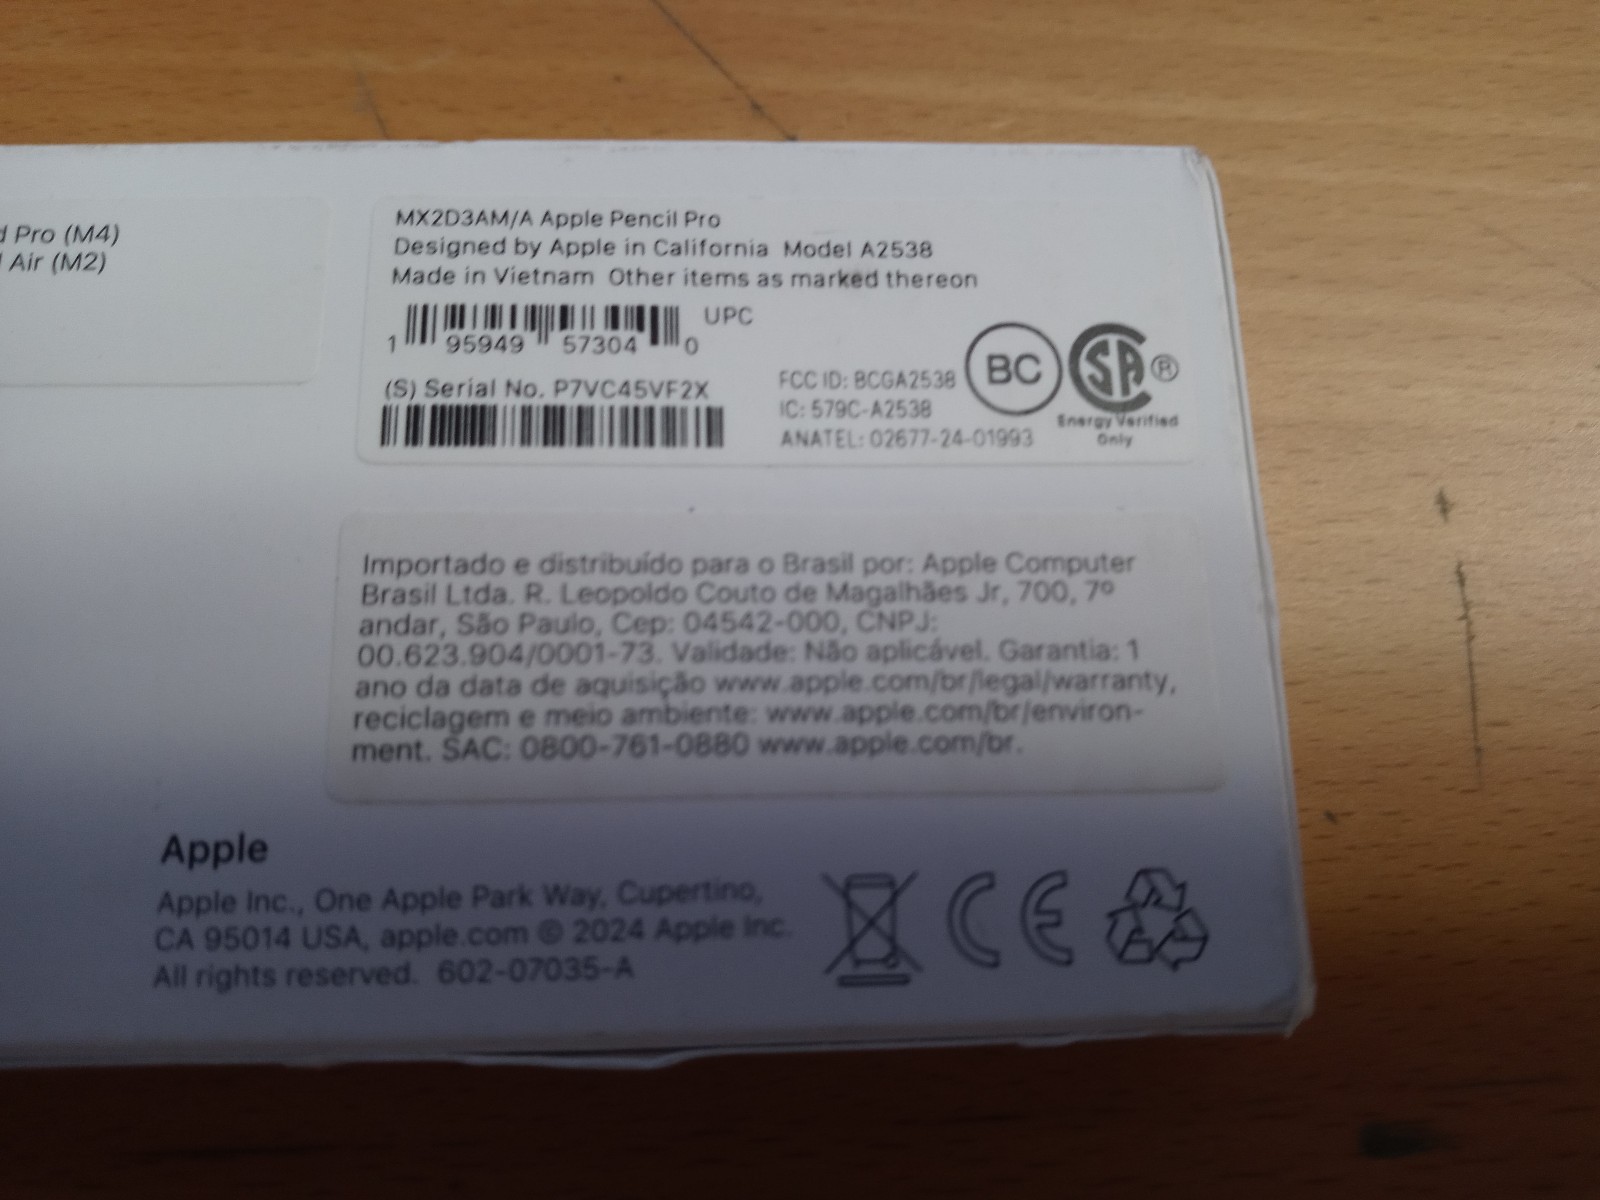 Pro (M4)
Air (M2)
MX2D3AM/A Apple Pencil Pro
Designed by Apple in California Model A2538
Made in Vietnam Other items as marked thereon
UPC
1 95949 57304 0
(S) Serial No. P7VC45VF2X
FCC ID: BCGA2538
IC: 579C-A2538
ANATEL: 02677-24-01993
BC
SA ®
Energy Verified
Only
Importado e distribuído para o Brasil por: Apple Computer
Brasil Ltda. R. Leopoldo Couto de Magalhães Jr, 700, 7º
andar, São Paulo, Cep: 04542-000, CNPJ:
00.623.904/0001-73. Validade: Não aplicável. Garantia: 1
ano da data de aquisição www.apple.com/br/legal/warranty,
reciclagem e meio ambiente: www.apple.com/br/environ-
ment. SAC: 0800-761-0880 www.apple.com/br.
Apple
Apple Inc., One Apple Park Way, Cupertino,
CA 95014 USA, apple.com © 2024 Apple Inc.
All rights reserved. 602-07035-A
CE